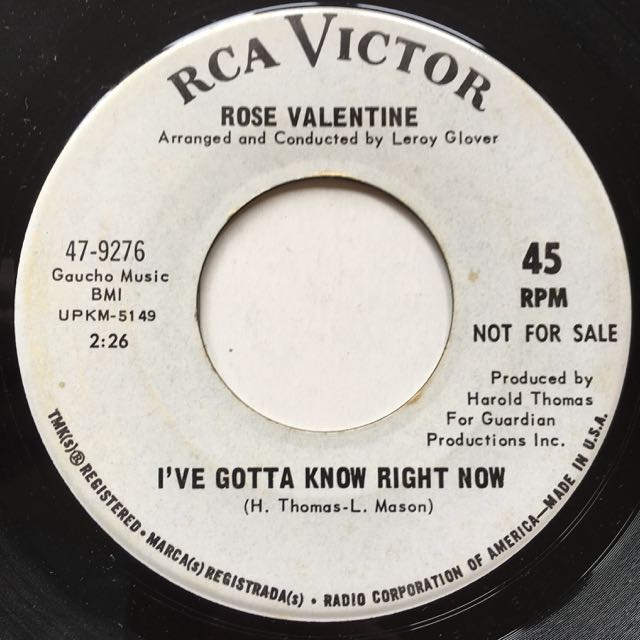 RCA VICTOR
ROSE VALENTINE
Arranged and Conducted by Leroy Glover
47-9276
Gaucho Music
BMI
UPKM-5149
2:26
45
RPM
NOT FOR SALE
Produced by
Harold Thomas
For Guardian
Productions Inc.
I'VE GOTTA KNOW RIGHT NOW
(H. Thomas-L. Mason)
TMK(s)® REGISTERED • MARCA(s) REGISTRADA(s) • RADIO CORPORATION OF AMERICA—MADE IN U.S.A.